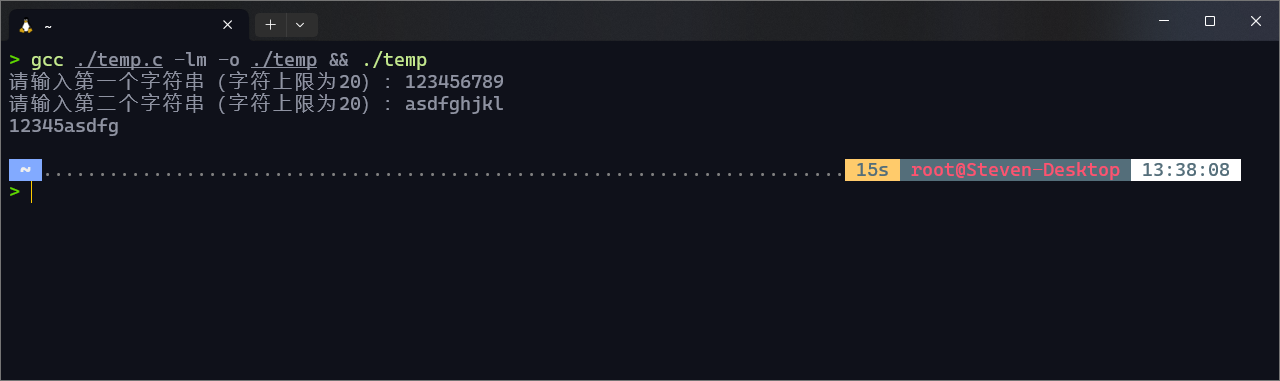 ~
> gcc ./temp.c -lm -o ./temp && ./temp
请输入第一个字符串（字符上限为20）: 123456789
请输入第二个字符串（字符上限为20）: asdfghjkl
12345asdfg
~ ......................................................................... 15s root@Steven-Desktop 13:38:08
>